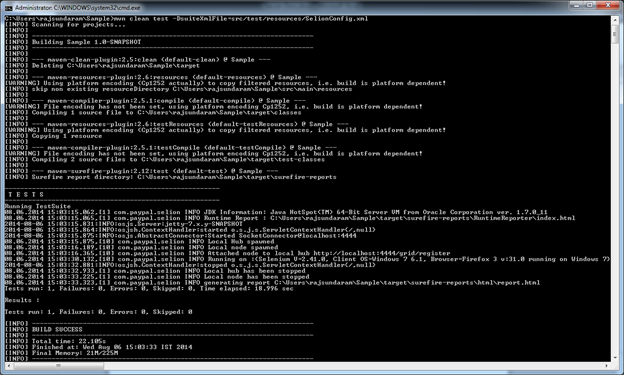 Administrator: C:\WINDOWS\system32\cmd.exe
C:\Users\rajsundaram\Sample>mvn clean test -DsuiteXmlFile=src/test/resources/SelionConfig.xml
[INFO] Scanning for projects...
[INFO]
[INFO] ------------------------------------------------------------------------
[INFO] Building Sample 1.0-SNAPSHOT
[INFO] ------------------------------------------------------------------------
[INFO]
[INFO] --- maven-clean-plugin:2.5:clean (default-clean) @ Sample ---
[INFO] Deleting C:\Users\rajsundaram\Sample\target
[INFO]
[INFO] --- maven-resources-plugin:2.6:resources (default-resources) @ Sample ---
[WARNING] Using platform encoding (Cp1252 actually) to copy filtered resources, i.e. build is platform dependent!
[INFO] skip non existing resourceDirectory C:\Users\rajsundaram\Sample\src\main\resources
[INFO]
[INFO] --- maven-compiler-plugin:2.5.1:compile (default-compile) @ Sample ---
[WARNING] File encoding has not been set, using platform encoding Cp1252, i.e. build is platform dependent!
[INFO] Compiling 1 source file to C:\Users\rajsundaram\Sample\target\classes
[INFO]
[INFO] --- maven-resources-plugin:2.6:testResources (default-testResources) @ Sample ---
[WARNING] Using platform encoding (Cp1252 actually) to copy filtered resources, i.e. build is platform dependent!
[INFO] Copying 1 resource
[INFO]
[INFO] --- maven-compiler-plugin:2.5.1:testCompile (default-testCompile) @ Sample ---
[WARNING] File encoding has not been set, using platform encoding Cp1252, i.e. build is platform dependent!
[INFO] Compiling 2 source files to C:\Users\rajsundaram\Sample\target\test-classes
[INFO]
[INFO] --- maven-surefire-plugin:2.12:test (default-test) @ Sample ---
[INFO] Surefire report directory: C:\Users\rajsundaram\Sample\target\surefire-reports
-------------------------------------------------------
T E S T S
-------------------------------------------------------
Running TestSuite
08.06.2014 15:03:15.062,[1] com.paypal.selion INFO JDK Information: Java HotSpot(TM) 64-Bit Server VM from Oracle Corporation ver. 1.7.0_11
08.06.2014 15:03:15.065,[1] com.paypal.selion INFO Runtime Report : C:\Users\rajsundaram\Sample\target\surefire-reports\RuntimeReporter\index.html
2014-08-06 15:03:15.831:INFO:osjs.Server:jetty-7.x.y-SNAPSHOT
2014-08-06 15:03:15.864:INFO:osjsh.ContextHandler:started o.s.j.s.ServletContextHandler{/,null}
2014-08-06 15:03:15.875:INFO:osjs.AbstractConnector:Started SocketConnector@localhost:4444
08.06.2014 15:03:15.875,[10] com.paypal.selion INFO Local Hub spawned
08.06.2014 15:03:16.109,[1] com.paypal.selion INFO Local node spawned
08.06.2014 15:03:16.365,[10] com.paypal.selion INFO Attached node to local hub http://localhost:4444/grid/register
08.06.2014 15:03:30.132,[10] com.paypal.selion INFO Running on :(Selenium V=2.41.0, Client OS=Windows 7 6.1, Browser=Firefox 3 v:31.0 running on Windows 7)
2014-08-06 15:03:32.881:INFO:osjsh.ContextHandler:stopped o.s.j.s.ServletContextHandler{/,null}
08.06.2014 15:03:32.933,[1] com.paypal.selion INFO Local hub has been stopped
08.06.2014 15:03:33.225,[1] com.paypal.selion INFO Local node has been stopped
08.06.2014 15:03:33.323,[1] com.paypal.selion INFO generating report C:\Users\rajsundaram\Sample\target\surefire-reports\html\report.html
Tests run: 1, Failures: 0, Errors: 0, Skipped: 0, Time elapsed: 18.996 sec
Results :
Tests run: 1, Failures: 0, Errors: 0, Skipped: 0
[INFO] ------------------------------------------------------------------------
[INFO] BUILD SUCCESS
[INFO] ------------------------------------------------------------------------
[INFO] Total time: 22.105s
[INFO] Finished at: Wed Aug 06 15:03:33 IST 2014
[INFO] Final Memory: 21M/225M
[INFO] ------------------------------------------------------------------------